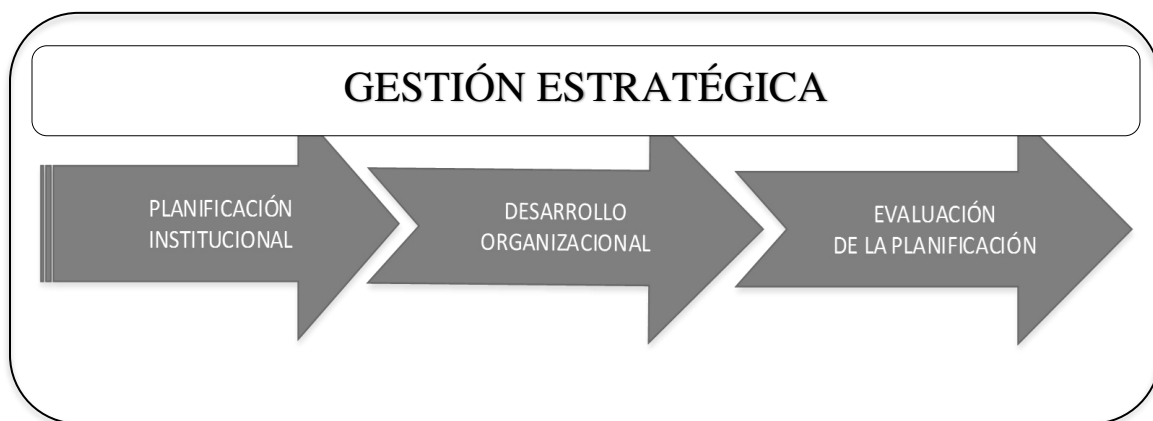 GESTIÓN ESTRATÉGICA
PLANIFICACIÓN
INSTITUCIONAL
DESARROLLO
ORGANIZACIONAL
EVALUACIÓN
DE LA PLANIFICACIÓN